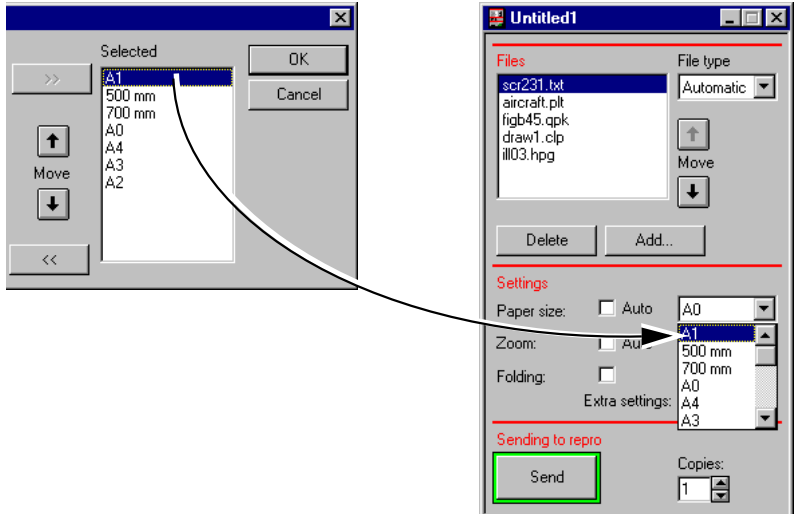 Selected
>>
A1
500 mm
700 mm
A0
A4
A3
A2
OK
Cancel
Move
<<
Untitled1
Files
File type
scr231.txt
aircraft.plt
figb45.qpk
draw1.clp
ill03.hpg
Automatic
Move
Delete
Add...
Settings
Paper size:
Auto
A0
A1
500 mm
700 mm
A0
A4
A3
Zoom:
Folding:
Extra settings:
Sending to repro
Send
Copies:
1